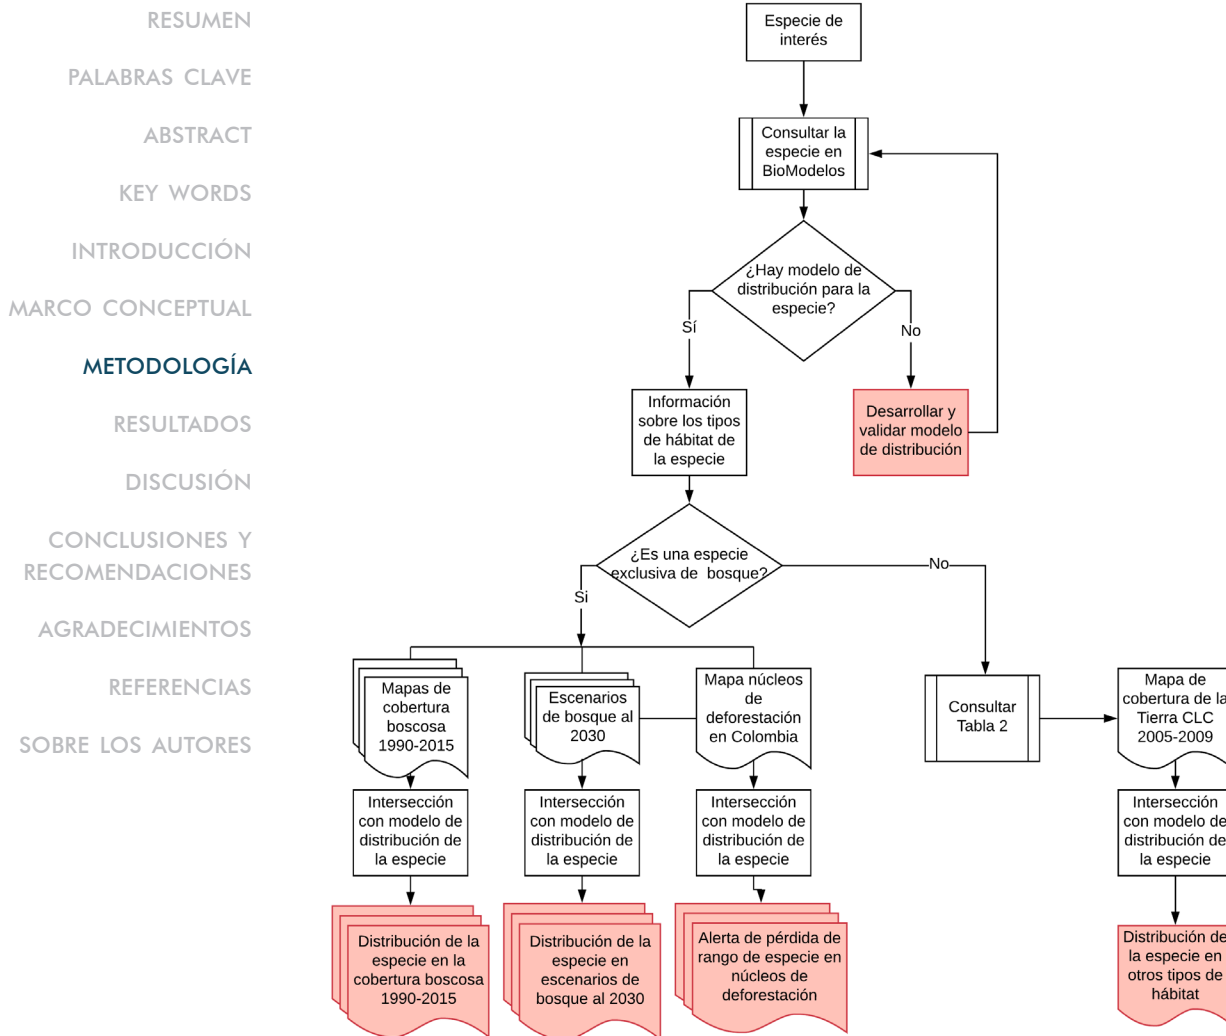 RESUMEN
PALABRAS CLAVE
ABSTRACT
KEY WORDS
INTRODUCCIÓN
MARCO CONCEPTUAL
METODOLOGÍA
RESULTADOS
DISCUSIÓN
CONCLUSIONES Y
RECOMENDACIONES
AGRADECIMIENTOS
REFERENCIAS
SOBRE LOS AUTORES
Especie de
interés
Consultar la
especie en
BioModelos
¿Hay modelo de
distribución para la
especie?
Sí
No
Información
sobre los tipos
de hábitat de
la especie
Desarrollar y
validar modelo
de distribución
¿Es una especie
exclusiva de bosque?
Si
No
Mapas de
cobertura
boscosa
1990-2015
Escenarios
de bosque al
2030
Mapa núcleos
de
deforestación
en Colombia
Consultar
Tabla 2
Mapa de
cobertura de la
Tierra CLC
2005-2009
Intersección
con modelo de
distribución de
la especie
Intersección
con modelo de
distribución de
la especie
Intersección
con modelo de
distribución de
la especie
Intersección
con modelo de
distribución de
la especie
Distribución de la
especie en la
cobertura boscosa
1990-2015
Distribución de la
especie en
escenarios de
bosque al 2030
Alerta de pérdida de
rango de especie en
núcleos de
deforestación
Distribución de
la especie en
otros tipos de
hábitat